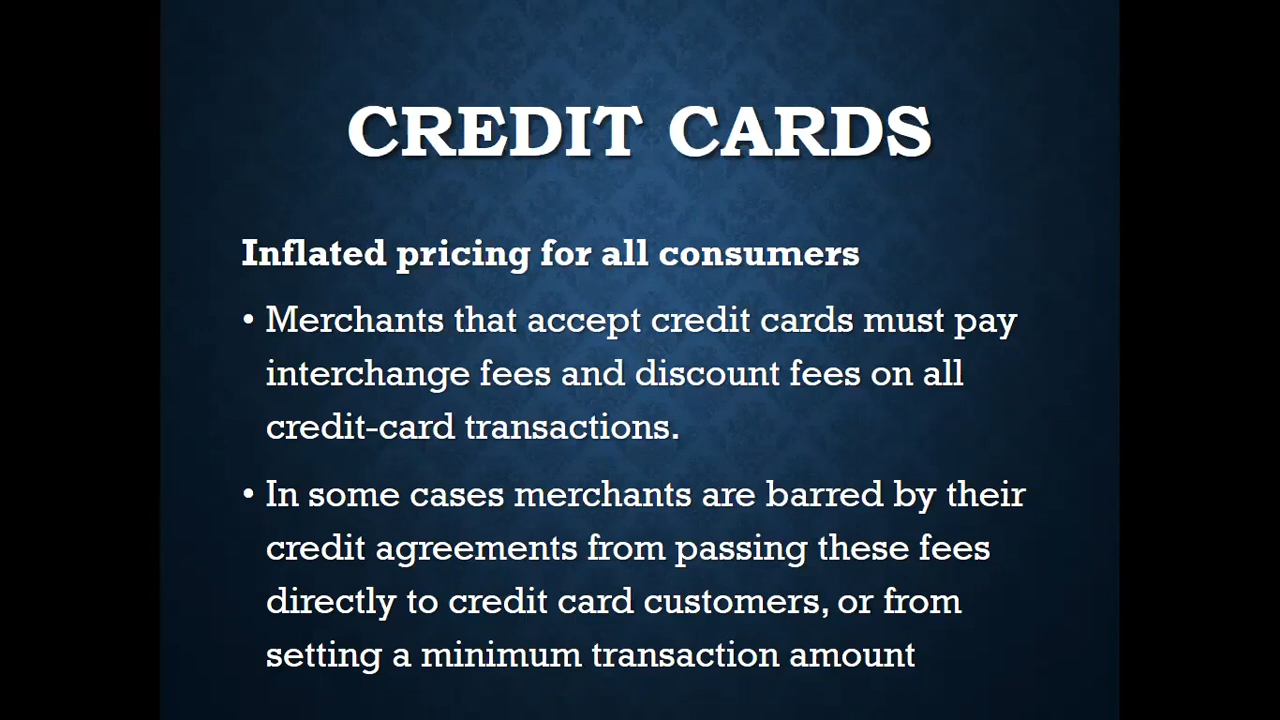 CREDIT CARDS
Inflated pricing for all consumers
• Merchants that accept credit cards must pay
interchange fees and discount fees on all
credit-card transactions.
• In some cases merchants are barred by their
credit agreements from passing these fees
directly to credit card customers, or from
setting a minimum transaction amount